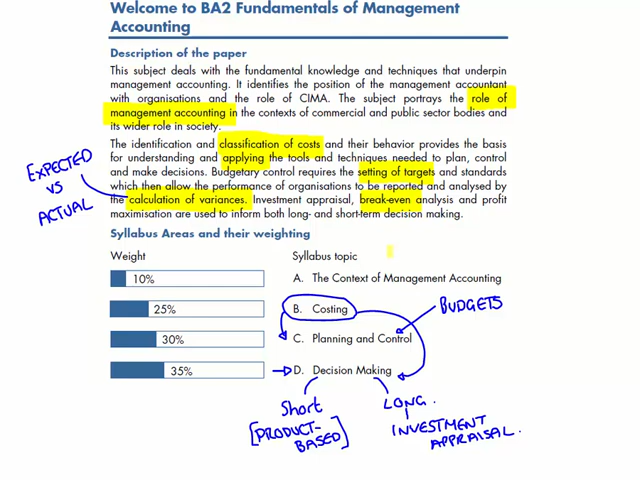 Welcome to BA2 Fundamentals of Management
Accounting
Description of the paper
This subject deals with the fundamental knowledge and techniques that underpin
management accounting. It identifies the position of the management accountant
with organisations and the role of CIMA. The subject portrays the role of
management accounting in the contexts of commercial and public sector bodies and
its wider role in society.
The identification and classification of costs and their behavior provides the basis
for understanding and applying the tools and techniques needed to plan, control
and make decisions. Budgetary control requires the setting of targets and standards
which then allow the performance of organisations to be reported and analysed by
the calculation of variances. Investment appraisal, break-even analysis and profit
maximisation are used to inform both long- and short-term decision making.
EXPECTED
VS
ACTUAL
Syllabus Areas and their weighting
Weight
Syllabus topic
10%
A. The Context of Management Accounting
25%
B. Costing
BUDGETS
30%
C. Planning and Control
35%
D. Decision Making
Short
[PRODUCT-
BASED]
LONG.
INVESTMENT
APPRAISAL.